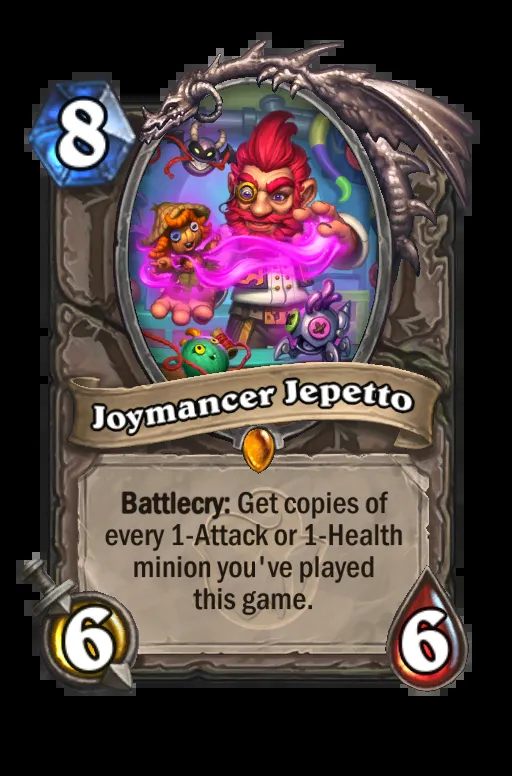 8
Joymancer Jepetto
Battlecry: Get copies of
every 1-Attack or 1-Health
minion you've played
this game.
6
6